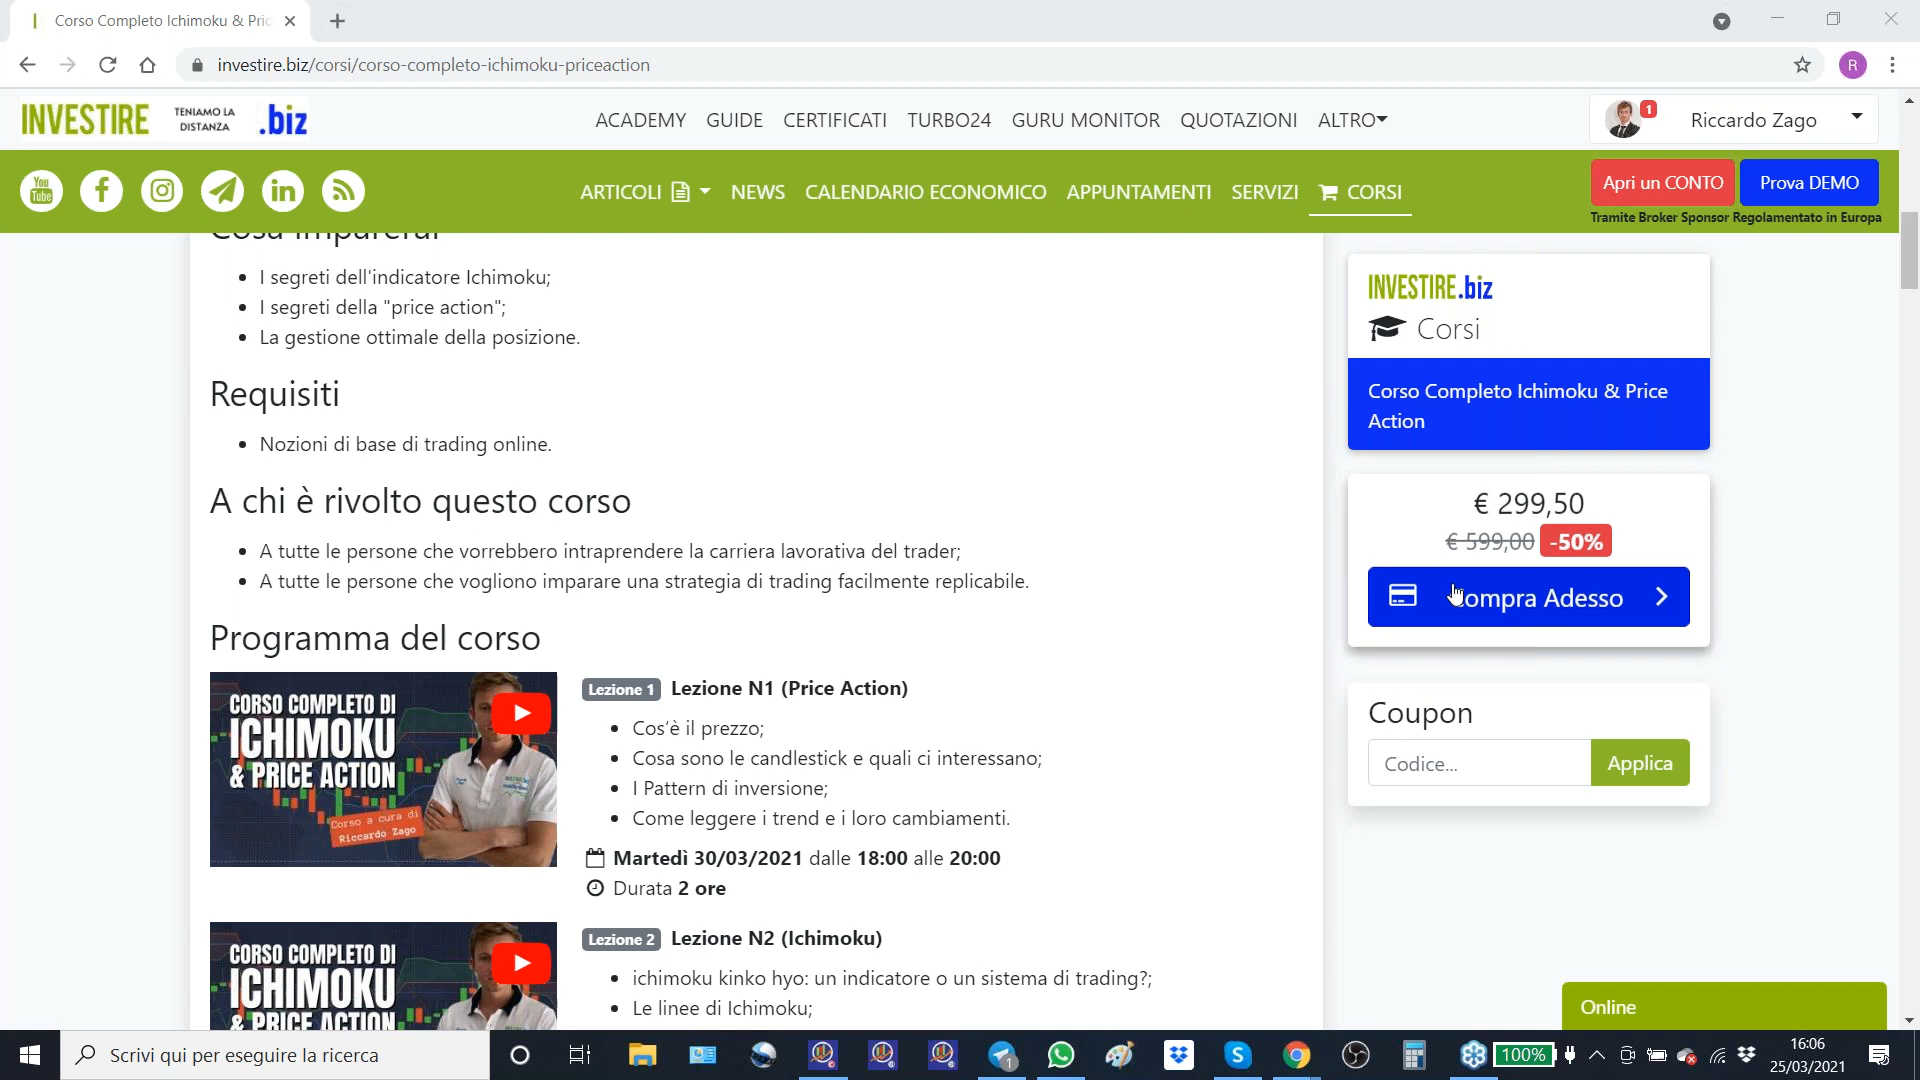 Corso Completo Ichimoku & Pric
investire.biz/corsi/corso-completo-ichimoku-priceaction
R
INVESTIRE TENIAMO LA DISTANZA .biz
ACADEMY GUIDE CERTIFICATI TURBO24 GURU MONITOR QUOTAZIONI ALTRO
1 Riccardo Zago
You Tube
ARTICOLI NEWS CALENDARIO ECONOMICO APPUNTAMENTI SERVIZI CORSI
Apri un CONTO Prova DEMO
Tramite Broker Sponsor Regolamentato in Europa
Cosa imparerai
I segreti dell'indicatore Ichimoku;
I segreti della "price action";
La gestione ottimale della posizione.
Requisiti
Nozioni di base di trading online.
A chi è rivolto questo corso
A tutte le persone che vorrebbero intraprendere la carriera lavorativa del trader;
A tutte le persone che vogliono imparare una strategia di trading facilmente replicabile.
Programma del corso
CORSO COMPLETO DI
ICHIMOKU
& PRICE ACTION
Corso a cura di
Riccardo Zago
Lezione 1 Lezione N1 (Price Action)
Cos'è il prezzo;
Cosa sono le candlestick e quali ci interessano;
I Pattern di inversione;
Come leggere i trend e i loro cambiamenti.
Martedì 30/03/2021 dalle 18:00 alle 20:00
Durata 2 ore
CORSO COMPLETO DI
ICHIMOKU
& PRICE ACTION
Lezione 2 Lezione N2 (Ichimoku)
ichimoku kinko hyo: un indicatore o un sistema di trading?;
Le linee di Ichimoku;
INVESTIRE.biz
Corsi
Corso Completo Ichimoku & Price
Action
€ 299,50
€ 599,00 -50%
Compra Adesso
Coupon
Codice...
Applica
Online
Scrivi qui per eseguire la ricerca
1
100%
16:06
25/03/2021